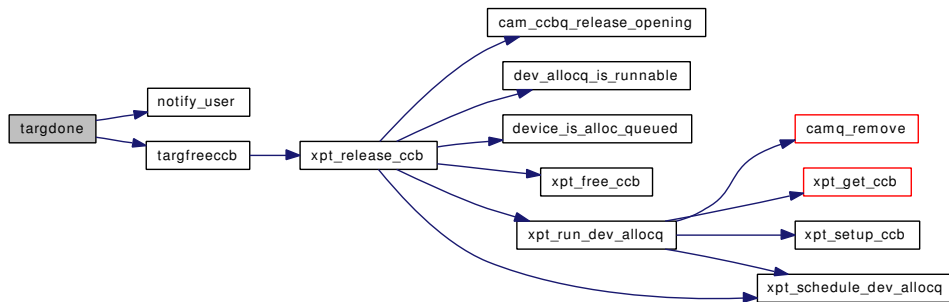 targdone
notify_user
targfreeccb
xpt_release_ccb
cam_ccbq_release_opening
dev_allocq_is_runnable
device_is_alloc_queued
xpt_free_ccb
xpt_run_dev_allocq
camq_remove
xpt_get_ccb
xpt_setup_ccb
xpt_schedule_dev_allocq